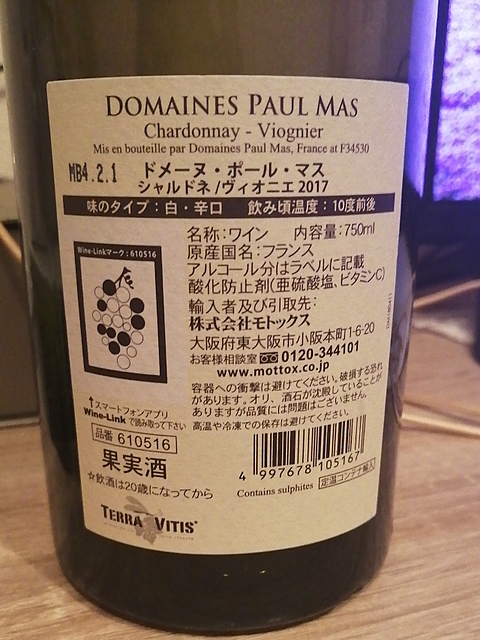 DOMAINES PAUL MAS
Chardonnay - Viognier
Mis en bouteille par Domaines Paul Mas, France at F34530
MB4.2.1
ドメーヌ・ポール・マス
シャルドネ/ヴィオニエ2017
味のタイプ:白・辛口 飲み頃温度:10度前後
名称:ワイン 内容量:750ml
原産国名:フランス
アルコール分はラベルに記載
酸化防止剤(亜硫酸塩、ビタミンC)
輸入者及び引取先:
株式会社モトックス
大阪府東大阪市小阪本町1-6-20
お客様相談室 0120-344101
www.mottox.co.jp
Wine-Linkマーク:610516
↑スマートフォンアプリ
Wine-Linkで読み取って下さい
容器への衝撃は避けてください。破損する恐れ
があります。オリ、酒石が沈殿していることが
ありますが品質には問題はございません。
高温や冷凍での保存は避けてください。
品番 610516
果実酒
☆飲酒は20歳になってから
4 997678 105167
Contains sulphites 定温コンテナ輸入
TERRA VITIS